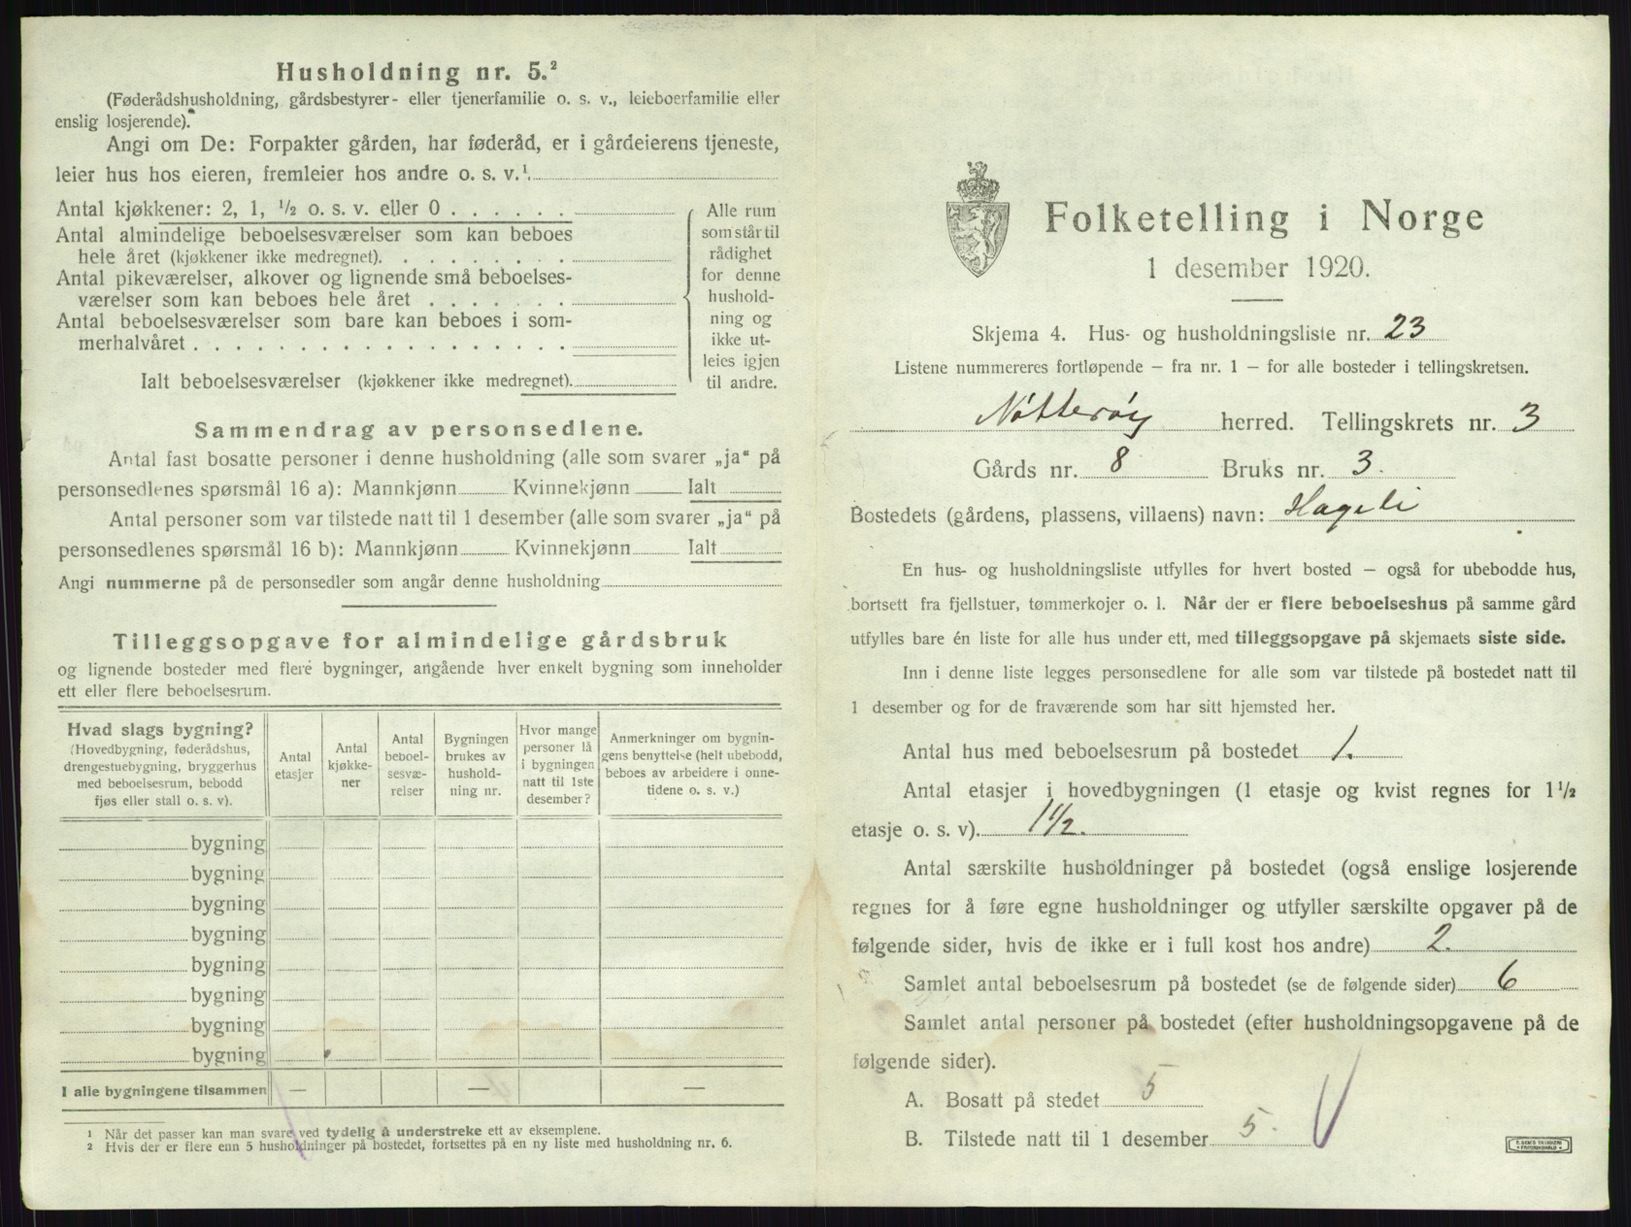 Husholdning nr. 5.²
(Føderådshusholdning, gårdsbestyrer- eller tjenerfamilie o. s. v., leieboerfamilie eller
enslig losjerende).
Angi om De: Forpakter gården, har føderåd, er i gårdeierens tjeneste,
leier hus hos eieren, fremleier hos andre o. s. v.¹
Antal kjøkkener: 2, 1, ½ o. s. v. eller 0 . . . . . .
Antal almindelige beboelsesværelser som kan beboes
hele året (kjøkkener ikke medregnet). . . . . . . . .
Antal pikeværelser, alkover og lignende små beboelses-
værelser som kan beboes hele året . . . . . . .
Antal beboelsesværelser som bare kan beboes i som-
merhalvåret . . . . . . . . . . . . . . . . . .
Ialt beboelsesværelser (kjøkkener ikke medregnet).
Alle rum
som står til
rådighet
for denne
hushold-
ning og
ikke ut-
leies igjen
til andre.
Sammendrag av personsedlene.
Antal fast bosatte personer i denne husholdning (alle som svarer „ja“ på
personsedlenes spørsmål 16 a): Mannkjønn Kvinnekjønn Ialt
Antal personer som var tilstede natt til 1 desember (alle som svarer „ja“ på
personsedlenes spørsmål 16 b): Mannkjønn Kvinnekjønn Ialt
Angi nummerne på de personsedler som angår denne husholdning
Tilleggsopgave for almindelige gårdsbruk
og lignende bosteder med flere bygninger, angående hver enkelt bygning som inneholder
ett eller flere beboelsesrum.
Hvad slags bygning?
(Hovedbygning, føderådshus,
drengestuebygning, bryggerhus
med beboelsesrum, bebodd
fjøs eller stall o. s. v).
Antal
etasjer
Antal
kjøkke-
ner
Antal
beboel-
sesvæ-
relser
Bygningen
brukes av
hushold-
ning nr.
Hvor mange
personer lå
i bygningen
natt til 1ste
desember?
Anmerkninger om bygnin-
gens benyttelse (helt ubebodd,
beboes av arbeidere i onne-
tidene o. s. v.)
bygning
bygning
bygning
bygning
bygning
bygning
bygning
bygning
I alle bygningene tilsammen — — —
¹ Når det passer kan man svare ved tydelig å understreke ett av eksemplene.
² Hvis der er flere enn 5 husholdninger på bostedet, fortsettes på en ny liste med husholdning nr. 6.
Folketelling i Norge
1 desember 1920.
Skjema 4. Hus- og husholdningsliste nr. 23
Listene nummereres fortløpende — fra nr. 1 — for alle bosteder i tellingskretsen.
Nøtterøy herred. Tellingskrets nr. 3
Gårds nr. 8 Bruks nr. 3.
Bostedets (gårdens, plassens, villaens) navn: Hageli
En hus- og husholdningsliste utfylles for hvert bosted — også for ubebodde hus,
bortsett fra fjellstuer, tømmerkojer o. l. Når der er flere beboelseshus på samme gård
utfylles bare én liste for alle hus under ett, med tilleggsopgave på skjemaets siste side.
Inn i denne liste legges personsedlene for alle som var tilstede på bostedet natt til
1 desember og for de fraværende som har sitt hjemsted her.
Antal hus med beboelsesrum på bostedet 1.
Antal etasjer i hovedbygningen (1 etasje og kvist regnes for 1½
etasje o. s. v). 1½.
Antal særskilte husholdninger på bostedet (også enslige losjerende
regnes for å føre egne husholdninger og utfyller særskilte opgaver på de
følgende sider, hvis de ikke er i full kost hos andre) 2.
Samlet antal beboelsesrum på bostedet (se de følgende sider) 6
Samlet antal personer på bostedet (efter husholdningsopgavene på de
følgende sider).
A. Bosatt på stedet 5
B. Tilstede natt til 1 desember 5.